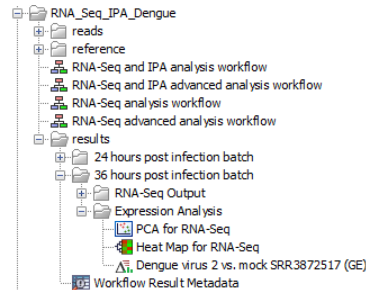 RNA_Seq_IPA_Dengue
reads
reference
RNA-Seq and IPA analysis workflow
RNA-Seq and IPA advanced analysis workflow
RNA-Seq analysis workflow
RNA-Seq advanced analysis workflow
results
24 hours post infection batch
36 hours post infection batch
RNA-Seq Output
Expression Analysis
PCA for RNA-Seq
Heat Map for RNA-Seq
Dengue virus 2 vs. mock SRR3872517 (GE)
Workflow Result Metadata